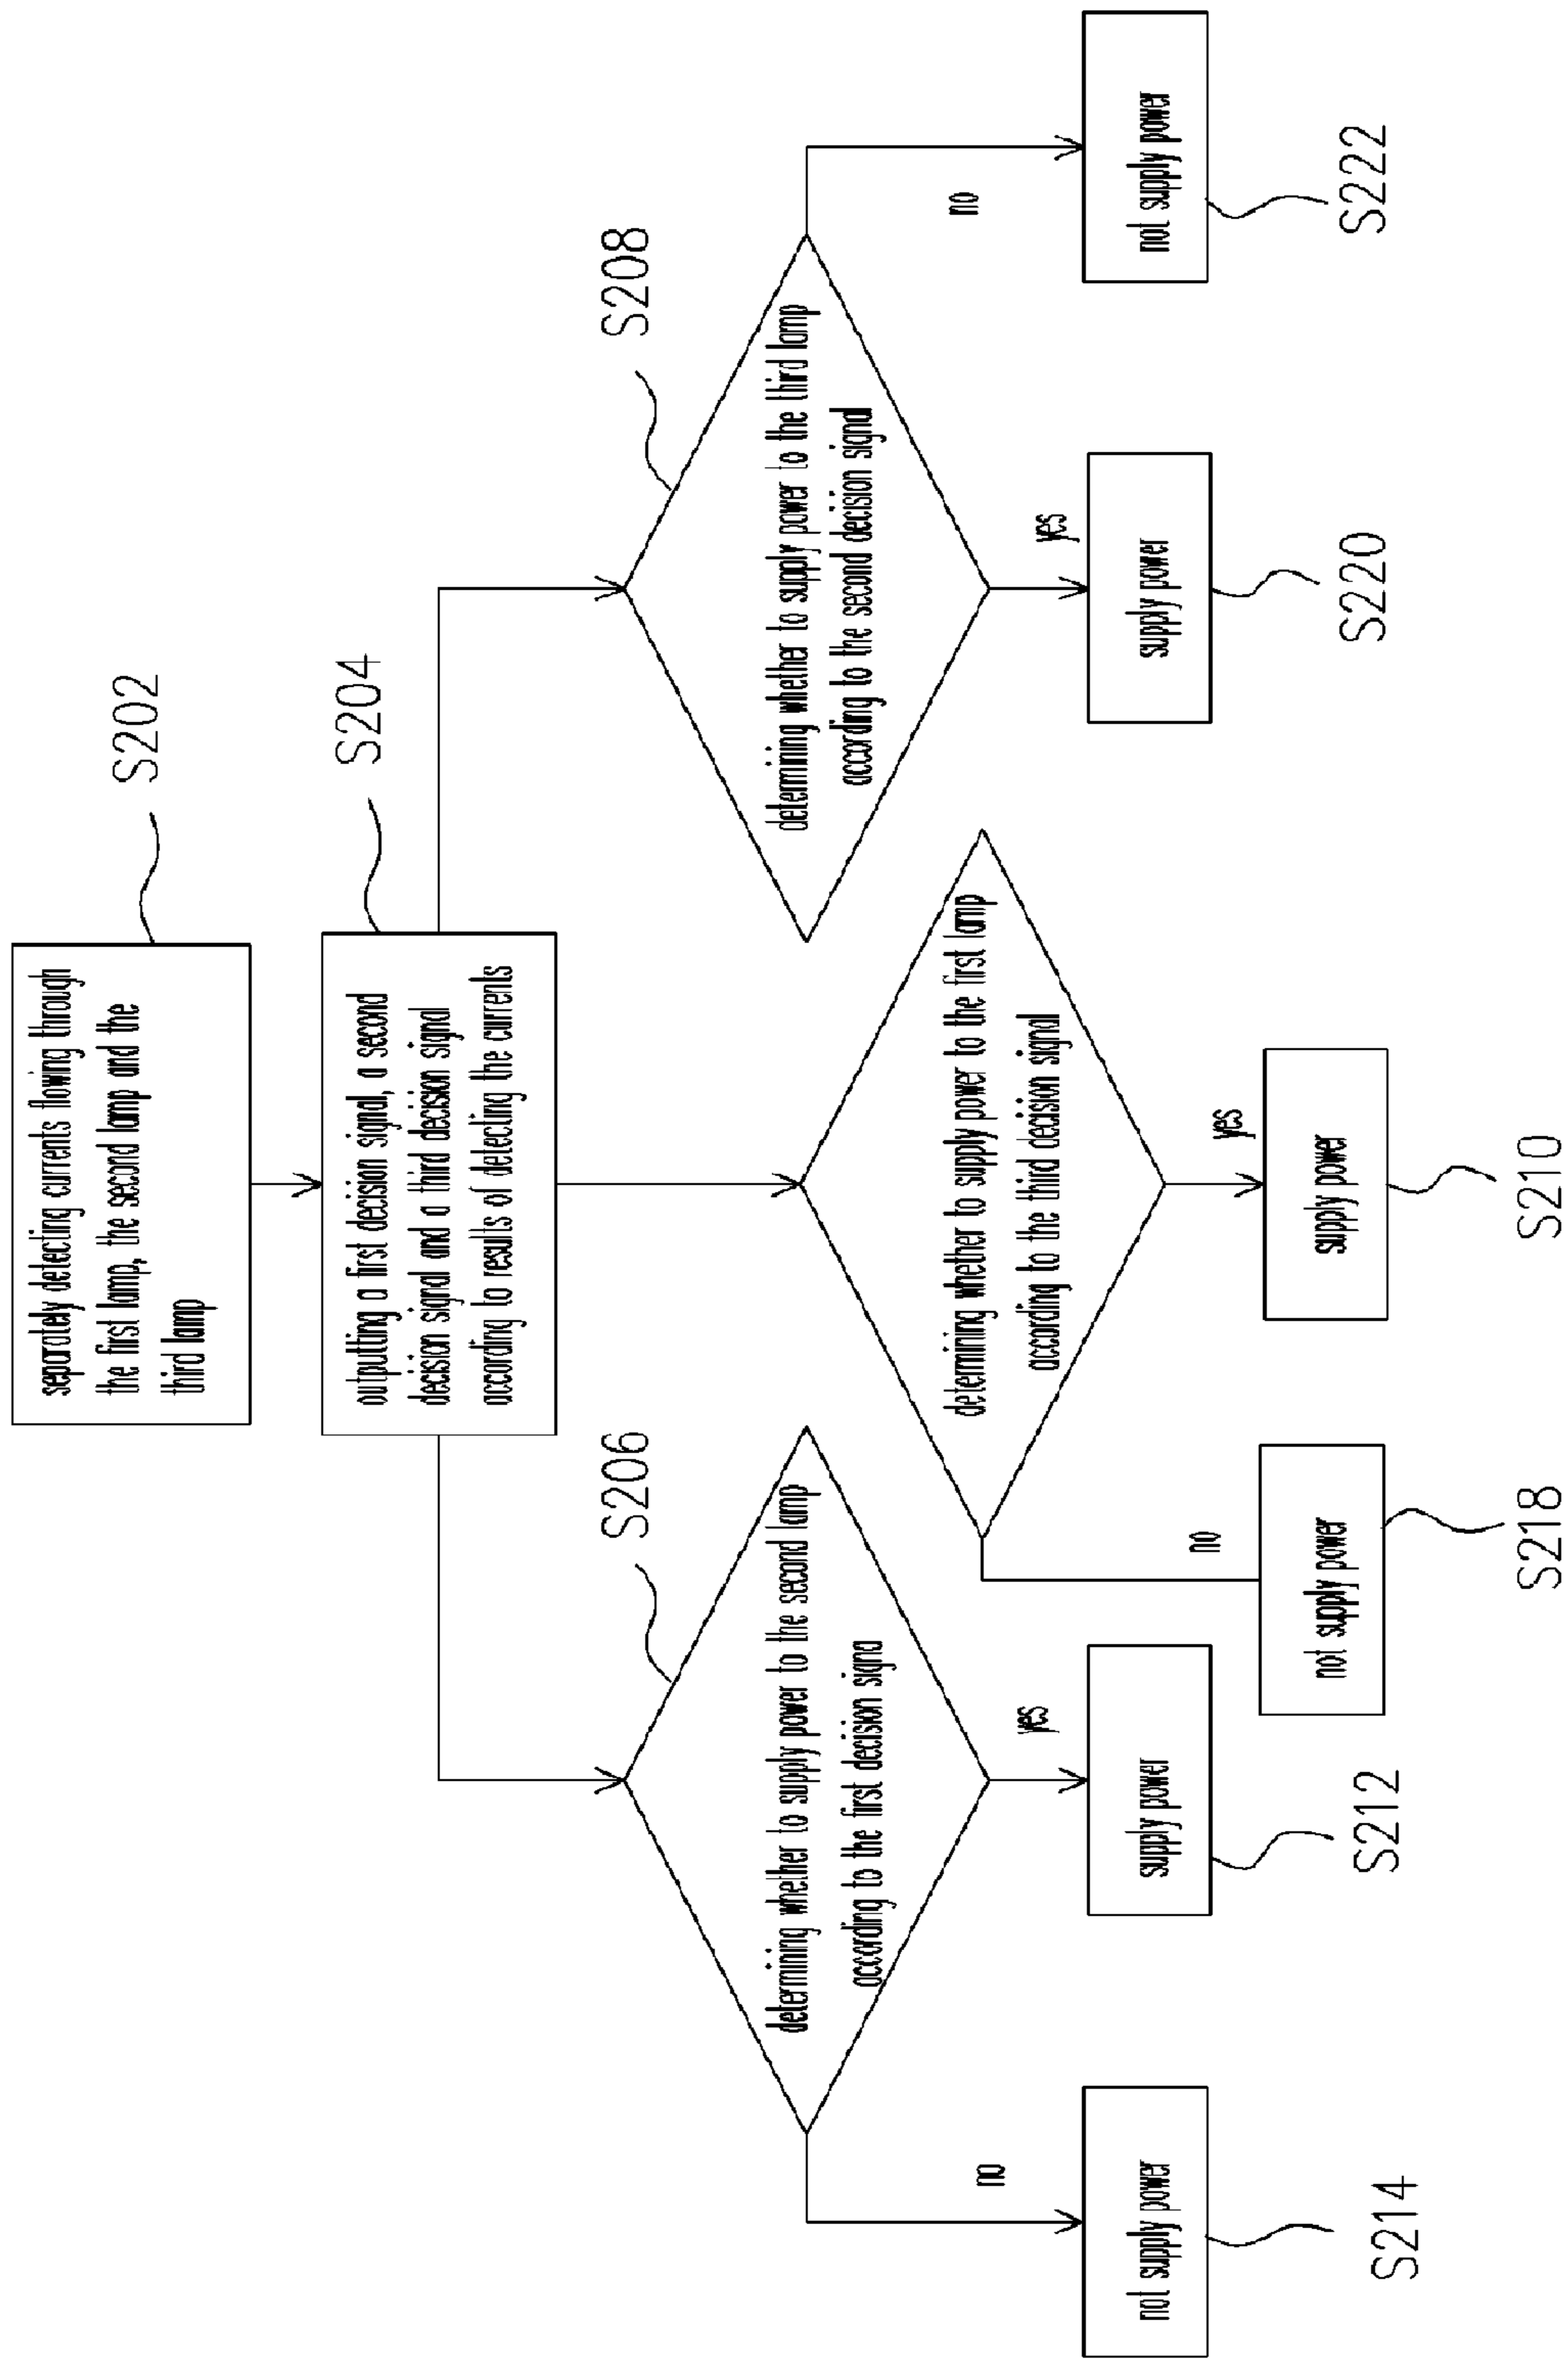 separately detecting currents flowing through
the first lamp, the second lamp and the
third lamp
S202
outputting a first decision signal, a second
decision signal and a third decision signal
according to results of detecting the currents
S204
determining whether to supply power to the second lamp
according to the first decision signa
S206
no
not supply power
S214
yes
supply power
S212
determining whether to supply power to the first lamp
according to the third decision signal
no
not supply power
S218
yes
supply power
S210
determining whether to supply power to the third lamp
according to the second decision signal
S208
yes
supply power
S220
no
not supply power
S222